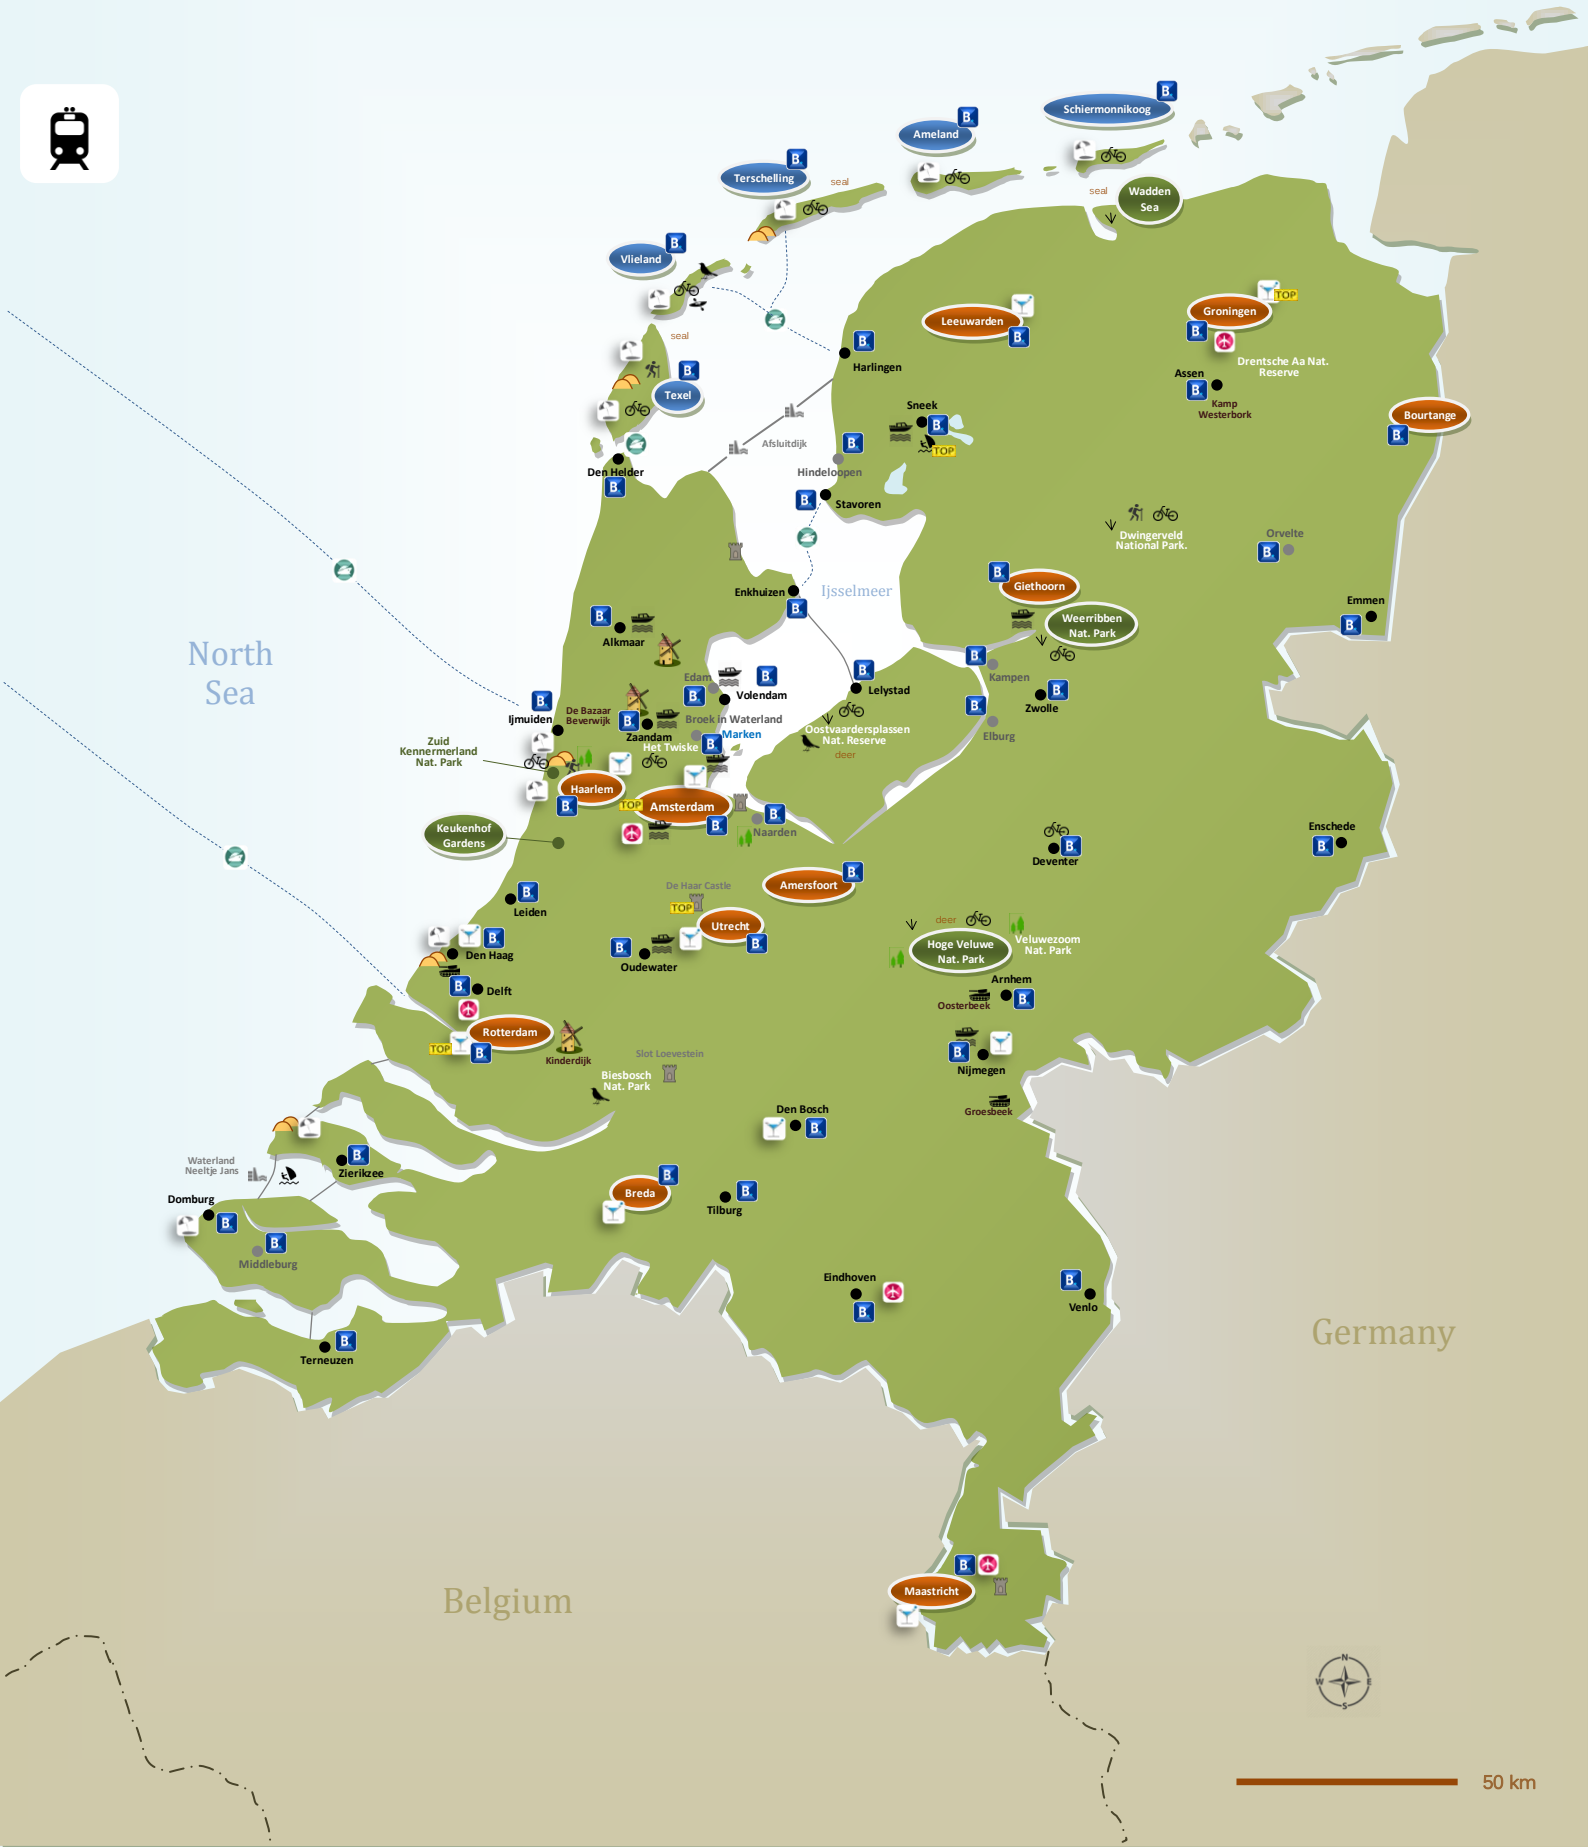 Schiermonnikoog
Ameland
Terschelling
seal
seal
Wadden
Sea
Vlieland
seal
Texel
Leeuwarden
Groningen
TOP
Drentsche Aa Nat.
Reserve
Harlingen
Assen
Kamp
Westerbork
Bourtange
Sneek
TOP
Afsluitdijk
Hindeloopen
Den Helder
Stavoren
Dwingerveld
National Park.
Orvelte
Enkhuizen
Ijsselmeer
Giethoorn
Weerribben
Nat. Park
Emmen
Alkmaar
North
Sea
Edam
Volendam
Kampen
Lelystad
Zwolle
Ijmuiden
De Bazaar
Beverwijk
Zaandam
Broek in Waterland
Marken
Het Twiske
Oostvaardersplassen
Nat. Reserve
deer
Elburg
Zuid
Kennermerland
Nat. Park
Haarlem
TOP
Amsterdam
Naarden
Keukenhof
Gardens
Deventer
Enschede
Amersfoort
De Haar Castle
TOP
Utrecht
Leiden
Oudewater
Den Haag
Delft
deer
Hoge Veluwe
Nat. Park
Veluwezoom
Nat. Park
Arnhem
Oosterbeek
Rotterdam
TOP
Kinderdijk
Slot Loevestein
Biesbosch
Nat. Park
Nijmegen
Groesbeek
Den Bosch
Waterland
Neeltje Jans
Zierikzee
Domburg
Breda
Tilburg
Middleburg
Eindhoven
Venlo
Terneuzen
Germany
Belgium
Maastricht
N
W
E
S
50 km